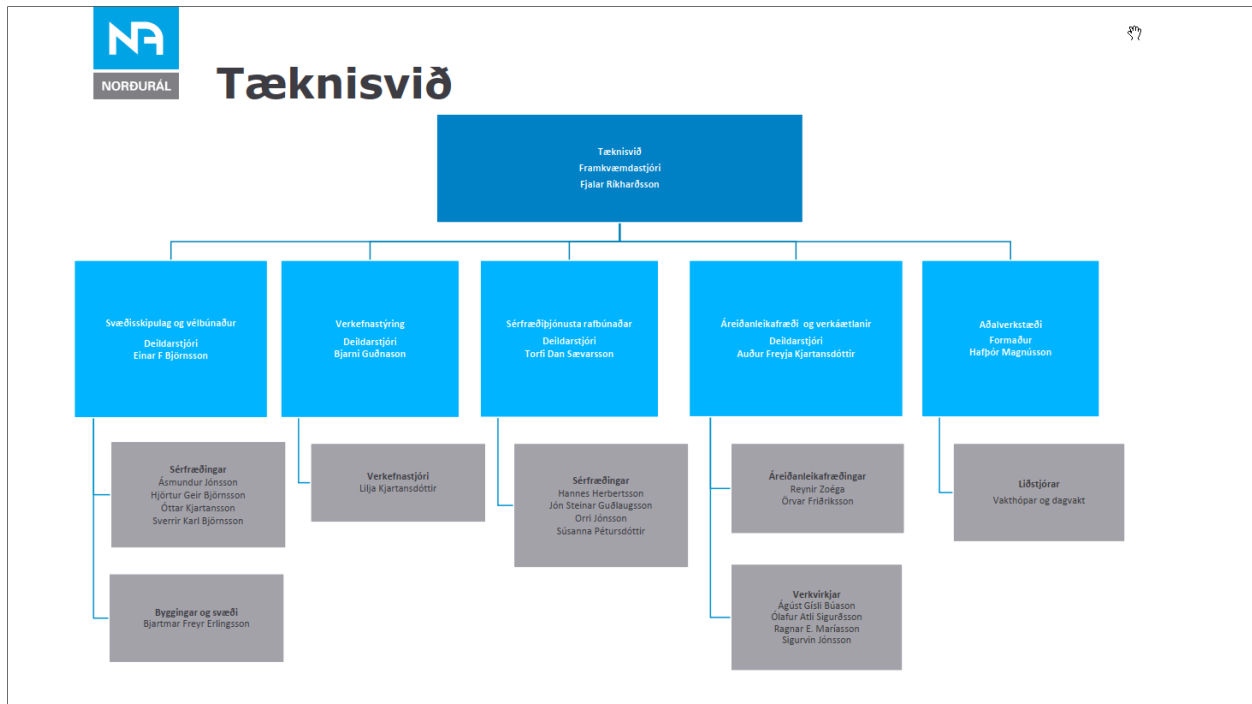 NA
NORÐURÁL
Tæknisvið
Tæknisvið
Framkvæmdastjóri
Fjalar Ríkharðsson
Svæðisskipulag og vélbúnaður
Deildarstjóri
Einar F Björnsson
Verkefnastýring
Deildarstjóri
Bjarni Guðnason
Sérfræðiþjónusta rafbúnaðar
Deildarstjóri
Torfi Dan Sævarsson
Áreiðanleikafræði og verkáætlanir
Deildarstjóri
Auður Freyja Kjartansdóttir
Aðalverkstæði
Formaður
Hafþór Magnússon
Sérfræðingar
Ásmundur Jónsson
Hjörtur Geir Björnsson
Óttar Kjartansson
Sverrir Karl Björnsson
Byggingar og svæði
Bjartmar Freyr Erlingsson
Verkefnastjóri
Lilja Kjartansdóttir
Sérfræðingar
Hannes Herbertsson
Jón Steinar Guðlaugsson
Orri Jónsson
Súsanna Pétursdóttir
Áreiðanleikafræðingar
Reynir Zoéga
Örvar Friðriksson
Verkvirkjar
Ágúst Gísli Búason
Ólafur Atli Sigurðsson
Ragnar E. Maríasson
Sigurvin Jónsson
Liðstjórar
Vakthópar og dagvakt